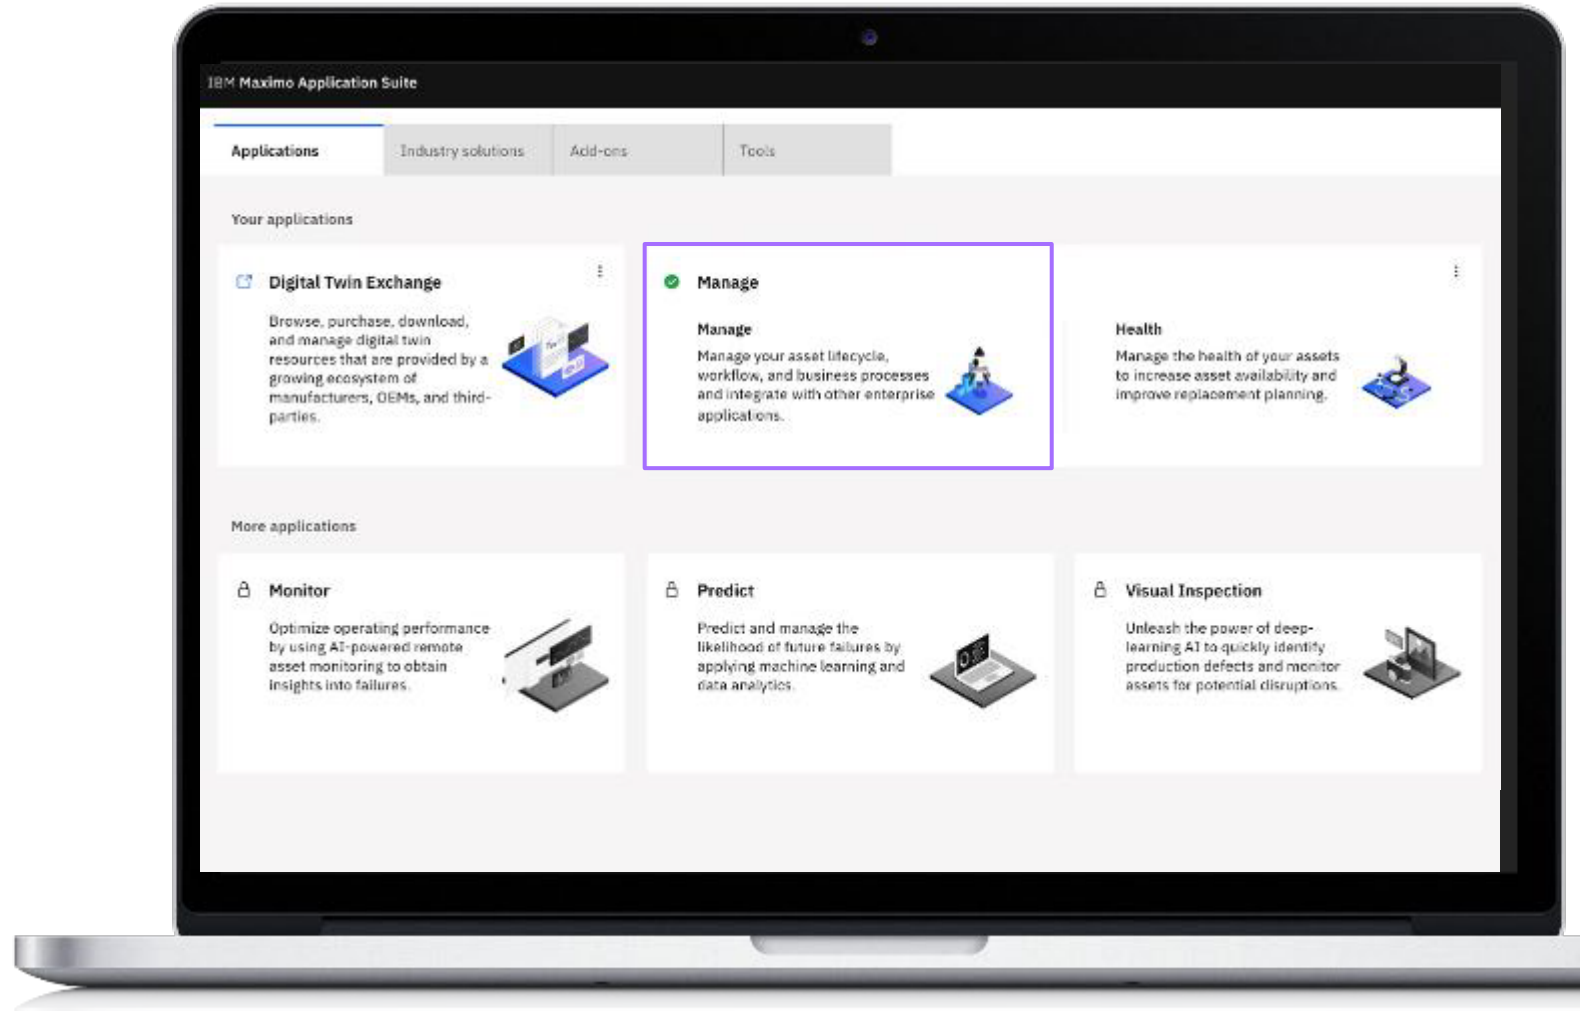 IBM Maximo Application Suite
Applications
Industry solutions
Add-ons
Tools
Your applications
Digital Twin Exchange
Browse, purchase, download,
and manage digital twin
resources that are provided by a
growing ecosystem of
manufacturers, OEMs, and third-
parties.
Manage
Manage
Manage your asset lifecycle,
workflow, and business processes
and integrate with other enterprise
applications.
Health
Manage the health of your assets
to increase asset availability and
improve replacement planning.
More applications
Monitor
Optimize operating performance
by using AI-powered remote
asset monitoring to obtain
insights into failures.
Predict
Predict and manage the
likelihood of future failures by
applying machine learning and
data analytics.
Visual Inspection
Unleash the power of deep-
learning AI to quickly identify
production defects and monitor
assets for potential disruptions.